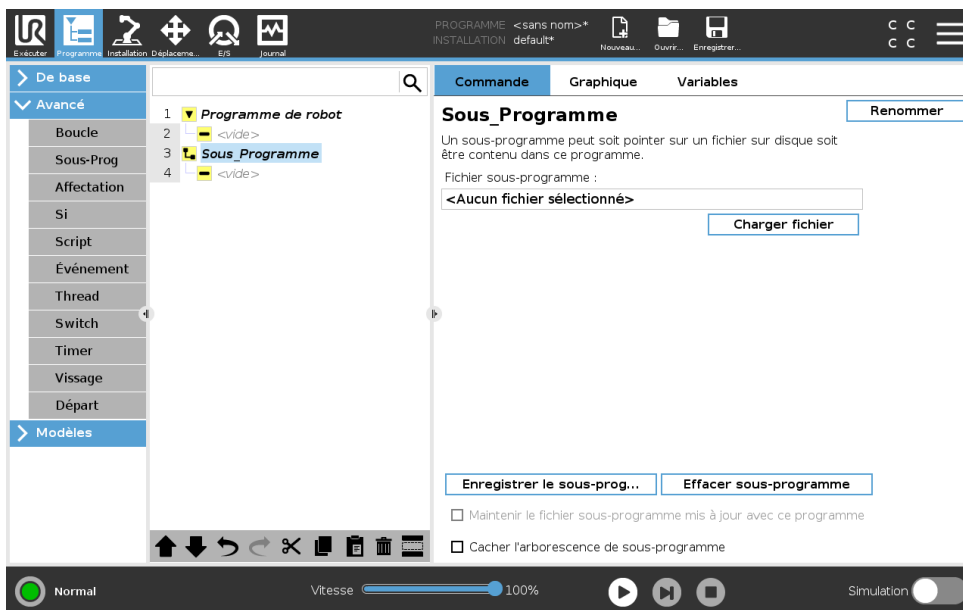 PROGRAMME <sans nom>*
INSTALLATION default*
C C
C C
UR
Exécuter Programme Installation Déplaceme... E/S Journal Nouveau... Ouvrir... Enregistrer...
De base
Avancé
Boucle
Sous-Prog
Affectation
Si
Script
Événement
Thread
Switch
Timer
Vissage
Départ
Modèles
1 Programme de robot
2 <vide>
3 Sous_Programme
4 <vide>
Commande Graphique Variables
Sous_Programme
Renommer
Un sous-programme peut soit pointer sur un fichier sur disque soit
être contenu dans ce programme.
Fichier sous-programme :
<Aucun fichier sélectionné>
Charger fichier
Enregistrer le sous-prog... Effacer sous-programme
Maintenir le fichier sous-programme mis à jour avec ce programme
Cacher l'arborescence de sous-programme
Normal Vitesse 100% Simulation